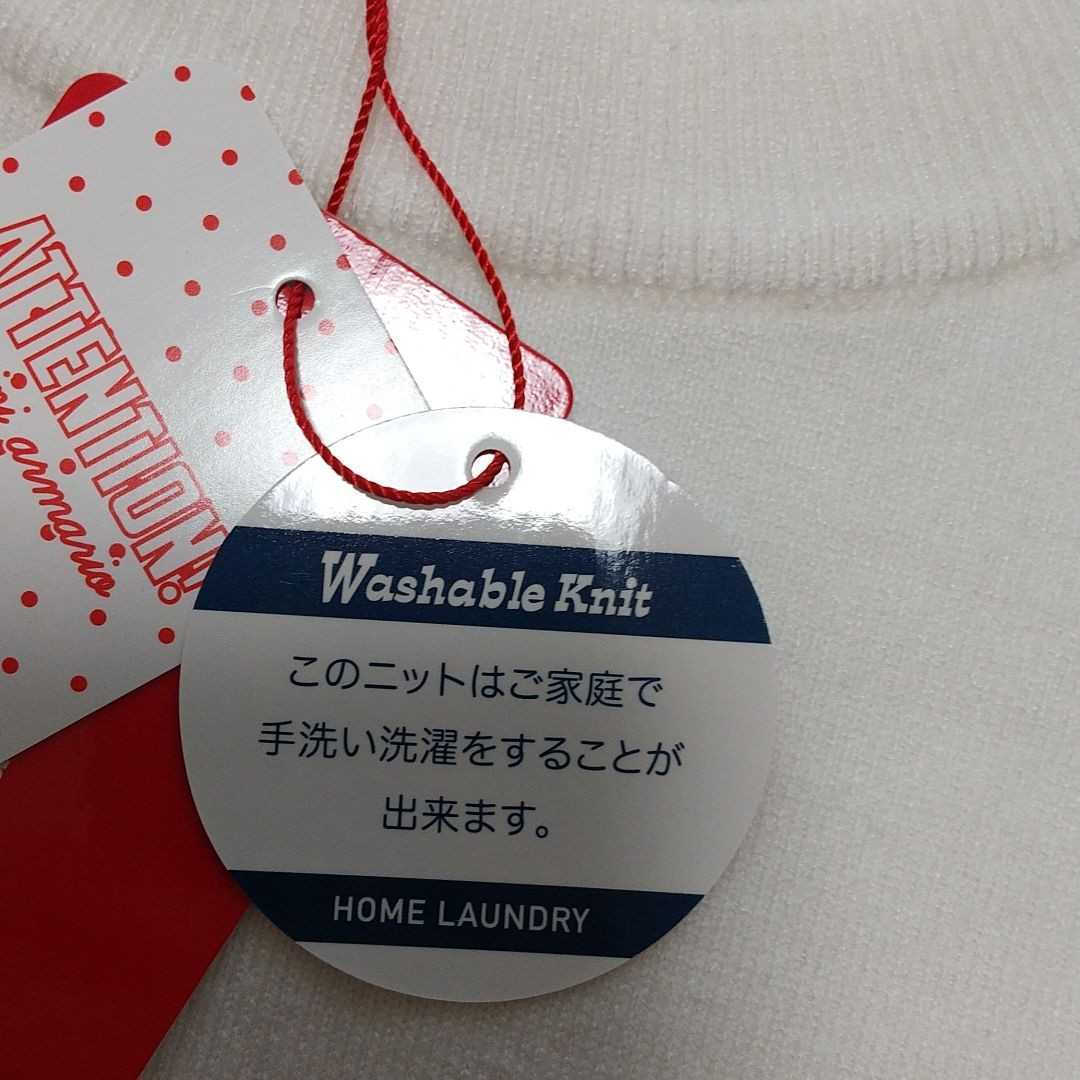 ATTENTION!
mi armario
Washable Knit
このニットはご家庭で
手洗い洗濯をすることが
出来ます。
HOME LAUNDRY